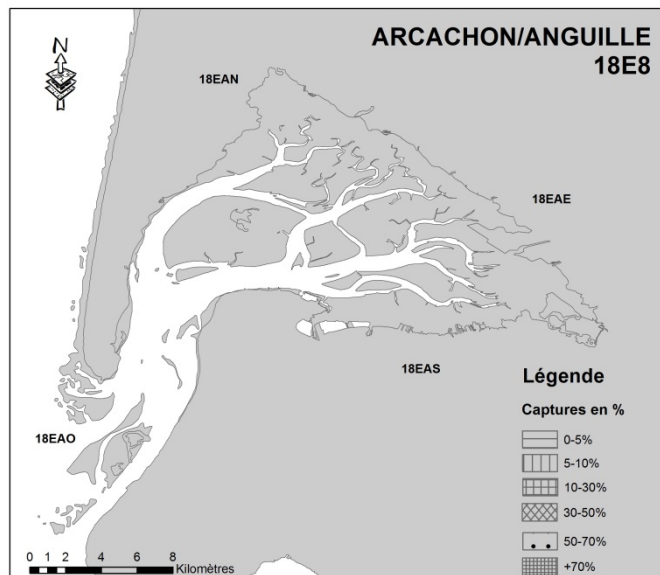 ARCACHON/ANGUILLE
18E8
N
18EAN
18EAE
18EAS
18EAO
Légende
Captures en %
0-5%
5-10%
10-30%
30-50%
50-70%
+70%
0 1 2 4 6 8
Kilomètres